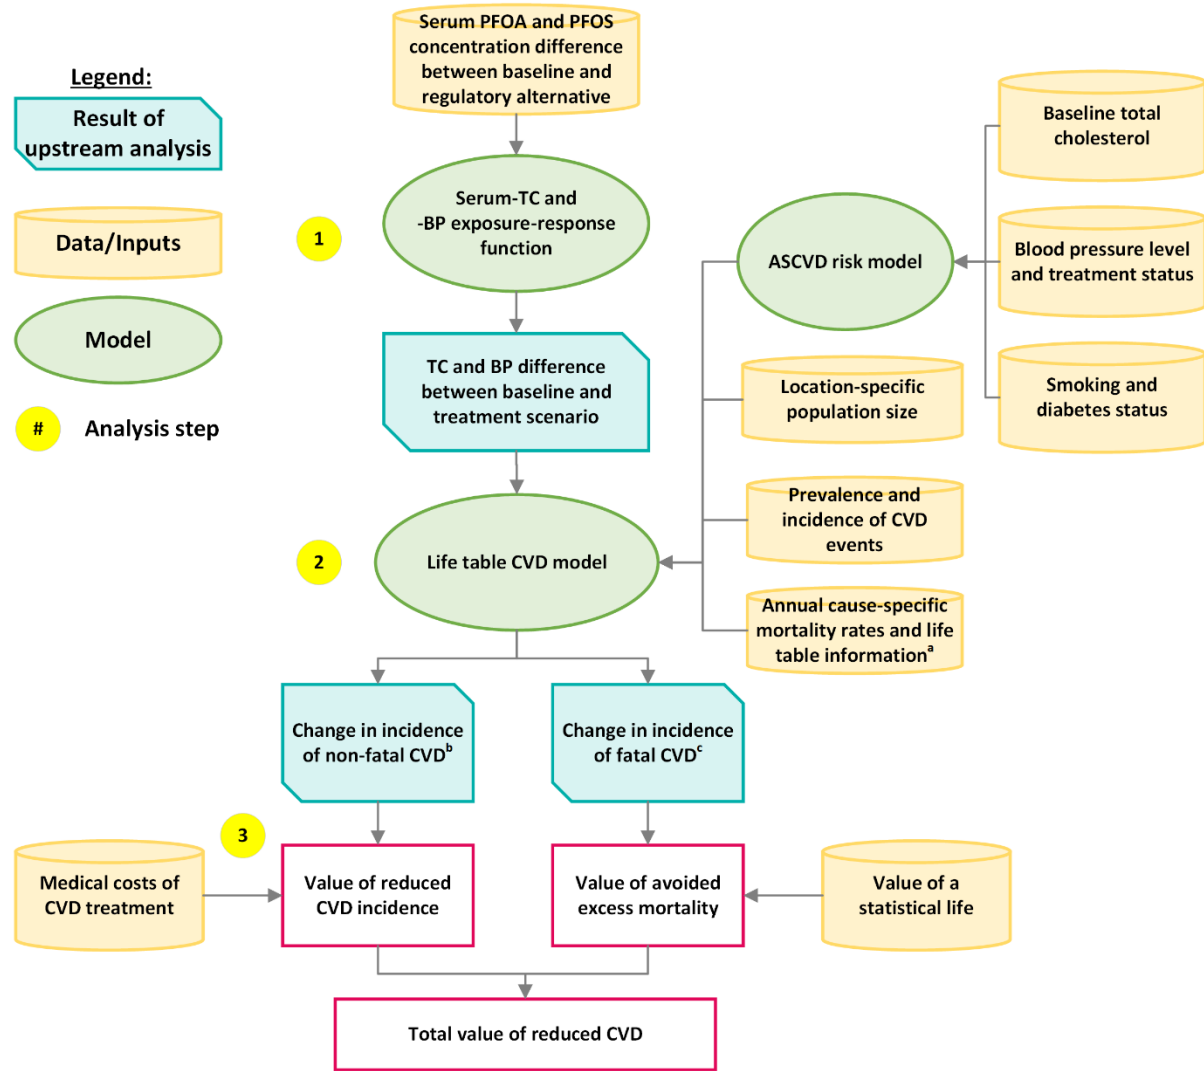 Serum PFOA and PFOS
concentration difference
between baseline and
regulatory alternative
Legend:
Result of
upstream analysis
Data/Inputs
Model
# Analysis step
1
Serum-TC and
-BP exposure-response
function
ASCVD risk model
Baseline total
cholesterol
Blood pressure level
and treatment status
Smoking and
diabetes status
TC and BP difference
between baseline and
treatment scenario
Location-specific
population size
Prevalence and
incidence of CVD
events
Annual cause-specific
mortality rates and life
table informationᵃ
2
Life table CVD model
Change in incidence
of non-fatal CVDᵇ
Change in incidence
of fatal CVDᶜ
3
Medical costs of
CVD treatment
Value of reduced
CVD incidence
Value of avoided
excess mortality
Value of a
statistical life
Total value of reduced CVD